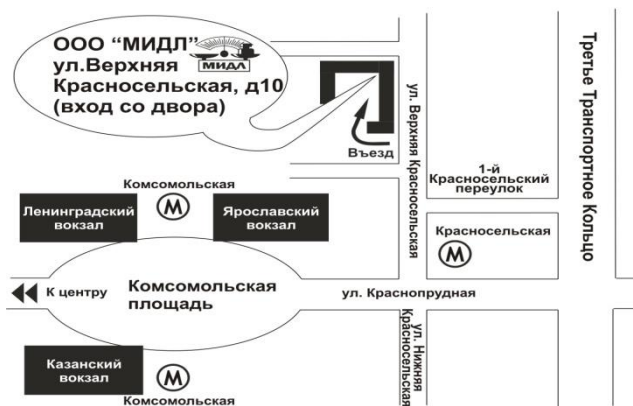 ООО “МИДЛ”
МИДЛ
ул.Верхняя
Красносельская, д10
(вход со двора)
Въезд
ул. Верхняя Красносельская
Третье Транспортное Кольцо
1-й
Красносельский
переулок
Комсомольская
М
Ленинградский
вокзал
Ярославский
вокзал
Красносельская
М
К центру
Комсомольская
площадь
ул. Краснопрудная
ул. Нижняя
Красносельская
Казанский
вокзал
М
Комсомольская